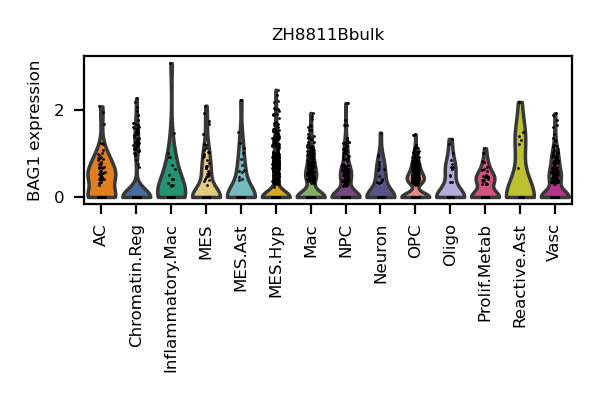 ZH8811Bbulk
BAG1 expression
2
0
AC
Chromatin.Reg
Inflammatory.Mac
MES
MES.Ast
MES.Hyp
Mac
NPC
Neuron
OPC
Oligo
Prolif.Metab
Reactive.Ast
Vasc